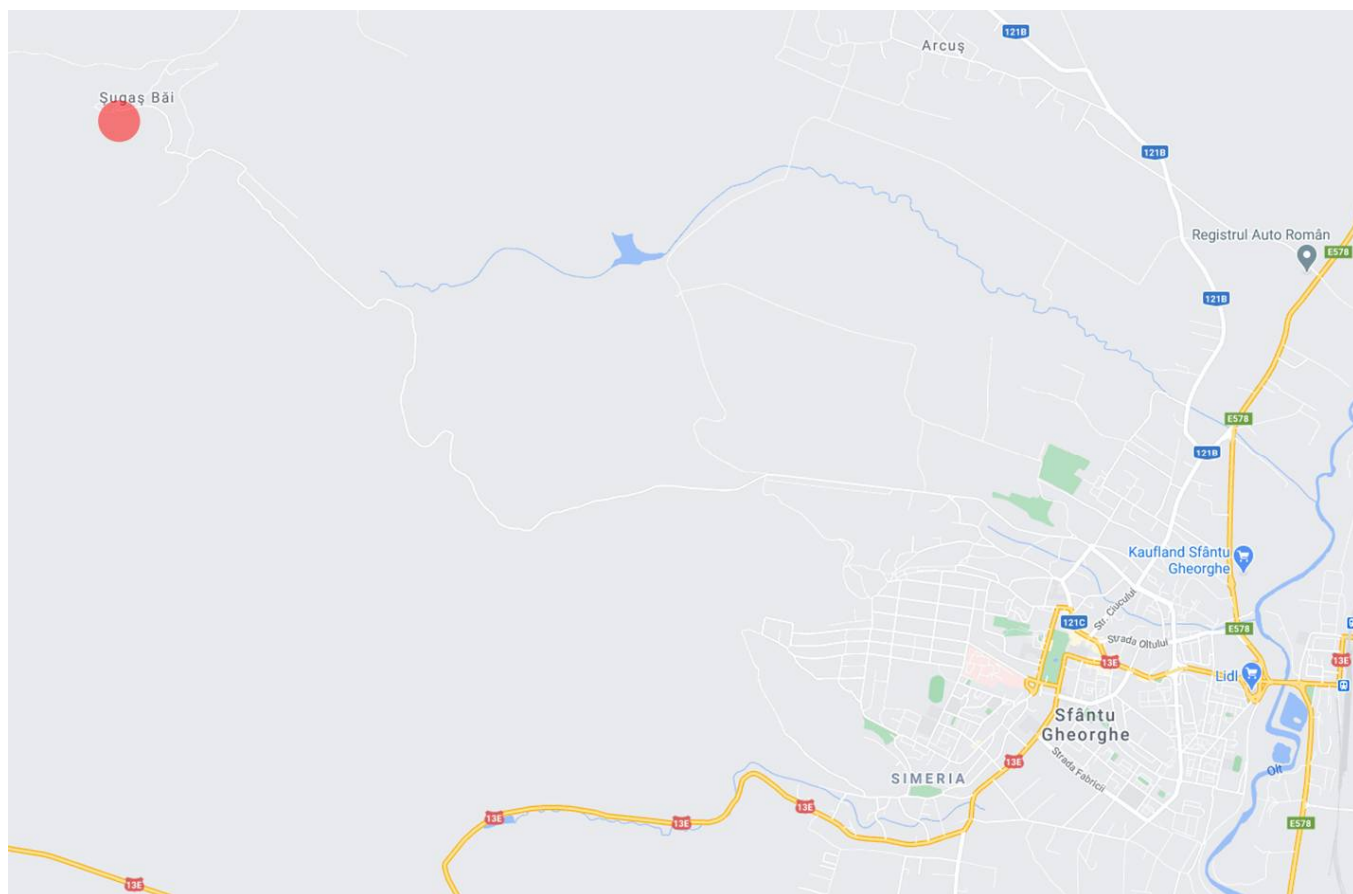 121B
Arcuş
Şugaş Băi
121B
Registrul Auto Român
E578
121B
E578
121B
Kaufland Sfântu
Gheorghe
Str. Ciucului
121C
E578
Strada Oltului
13E
13E
Lidl
Sfântu
Gheorghe
13E
Strada Fabricii
SIMERIA
Olt
13E
13E
13E
E578
13E